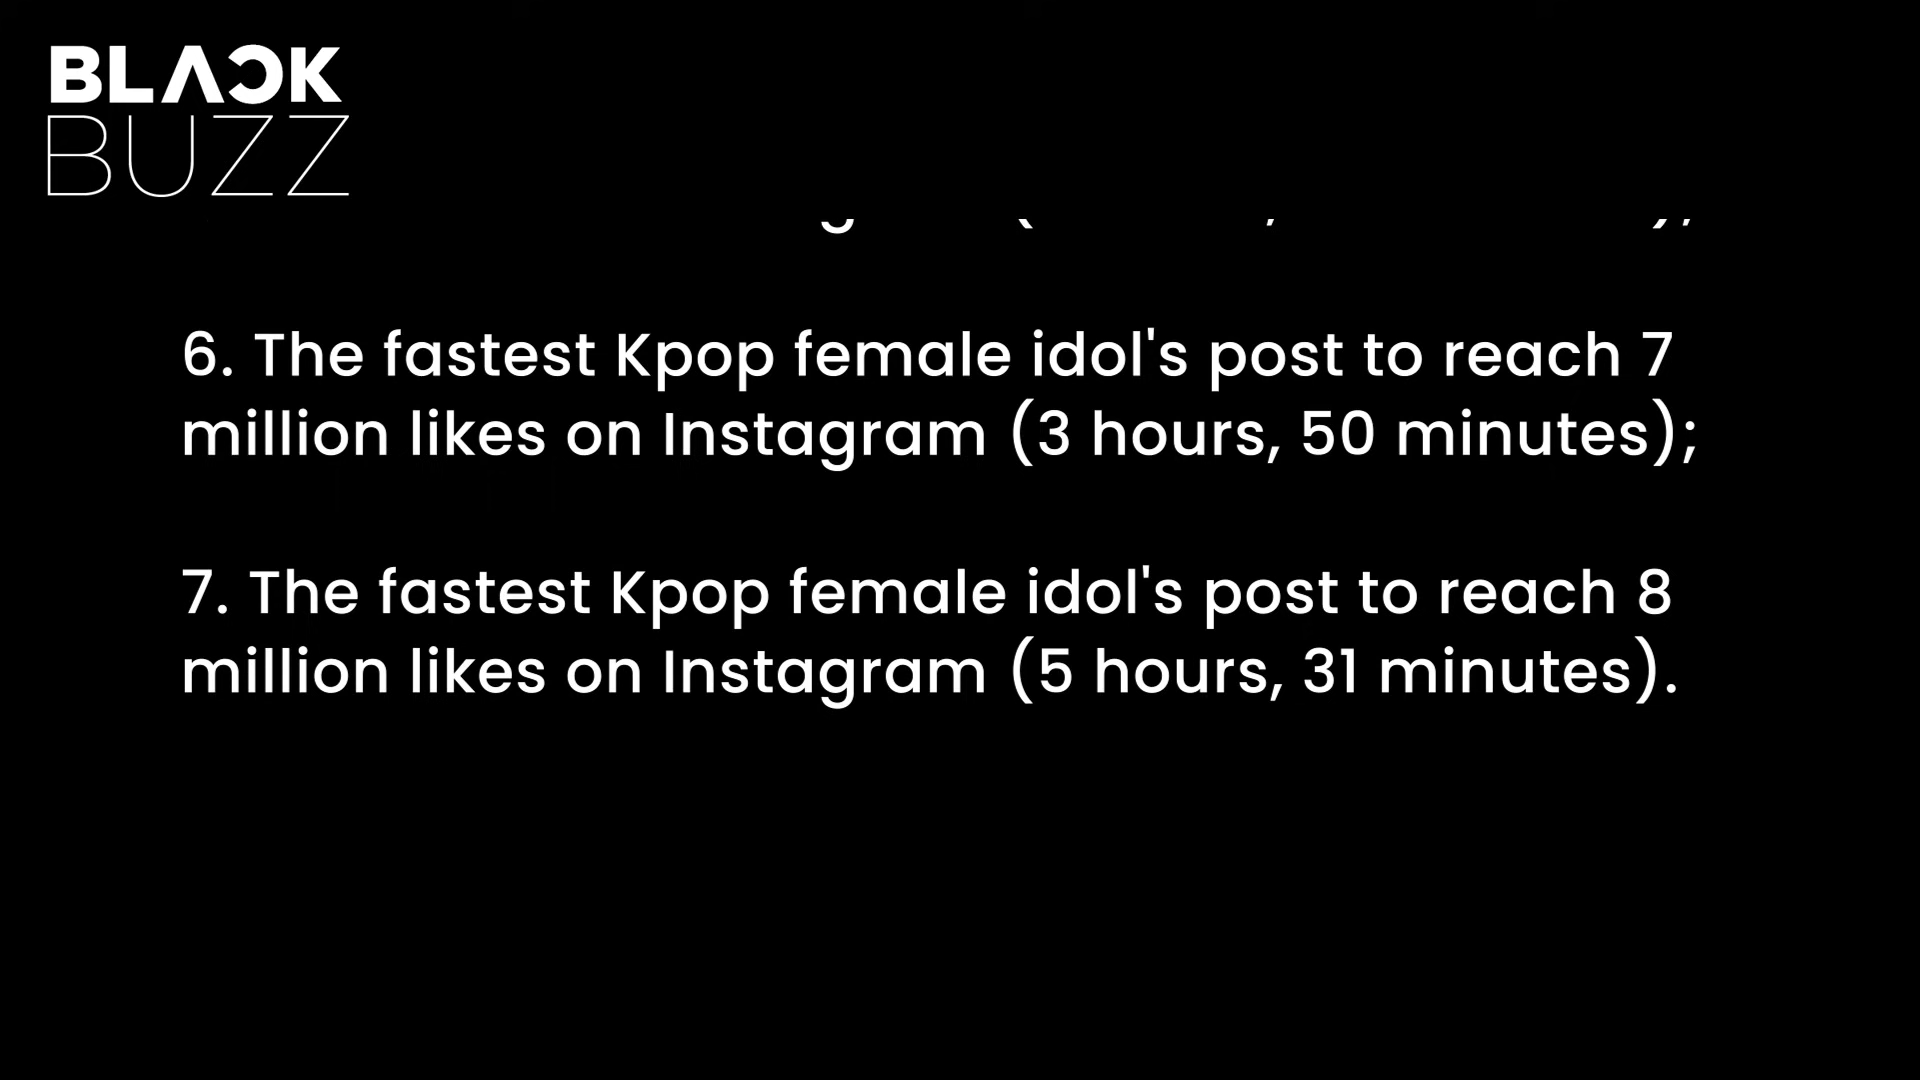 BLACK
BUZZ
6. The fastest Kpop female idol's post to reach 7
million likes on Instagram (3 hours, 50 minutes);
7. The fastest Kpop female idol's post to reach 8
million likes on Instagram (5 hours, 31 minutes).